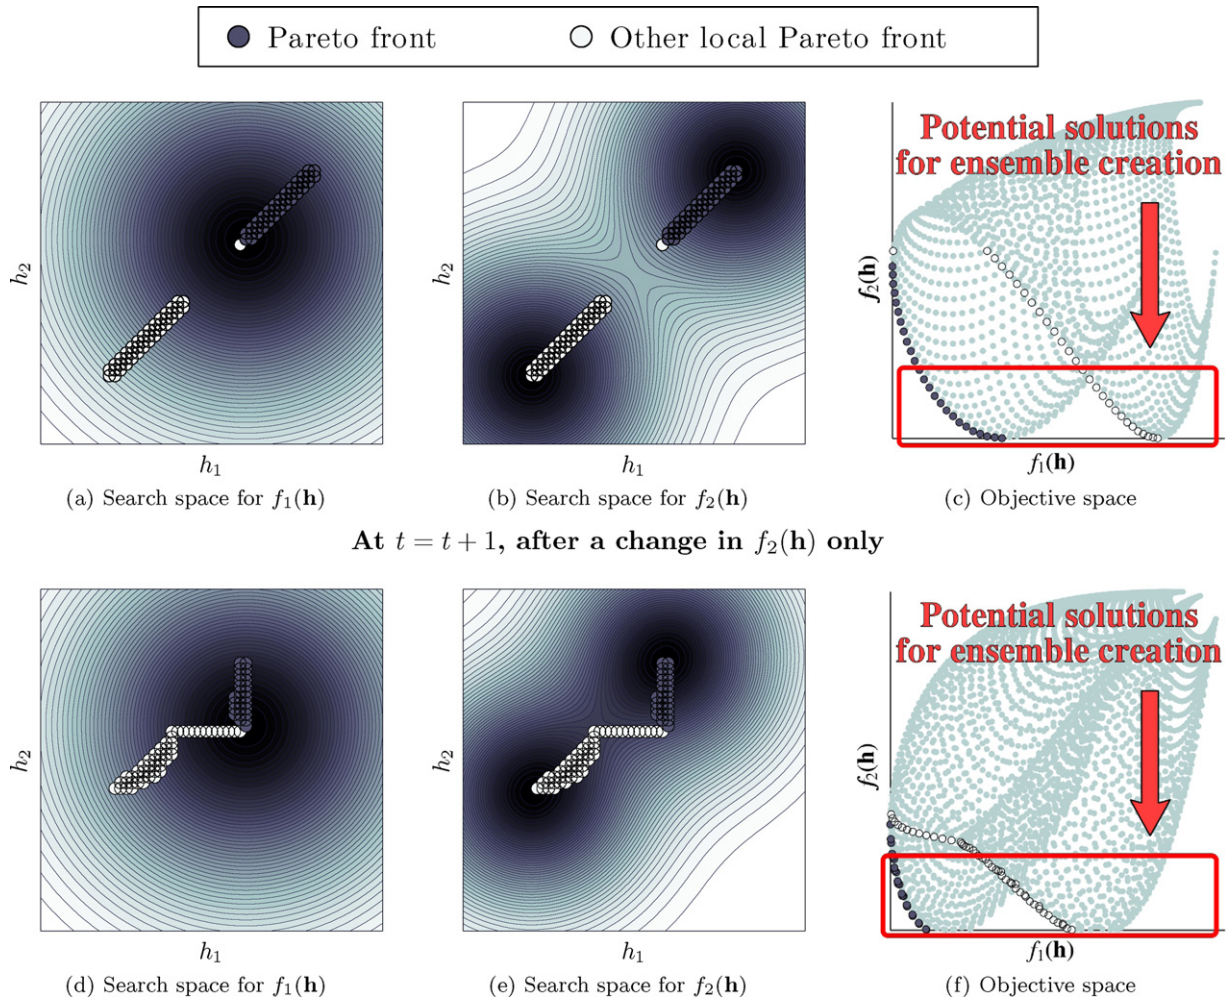 Pareto front
Other local Pareto front
h₂
h₁
(a) Search space for f₁(h)
h₁
(b) Search space for f₂(h)
Potential solutions
for ensemble creation
f₂(h)
f₁(h)
(c) Objective space
At t = t + 1, after a change in f₂(h) only
h₂
h₁
(d) Search space for f₁(h)
h₂
h₁
(e) Search space for f₂(h)
Potential solutions
for ensemble creation
f₂(h)
f₁(h)
(f) Objective space
h₂